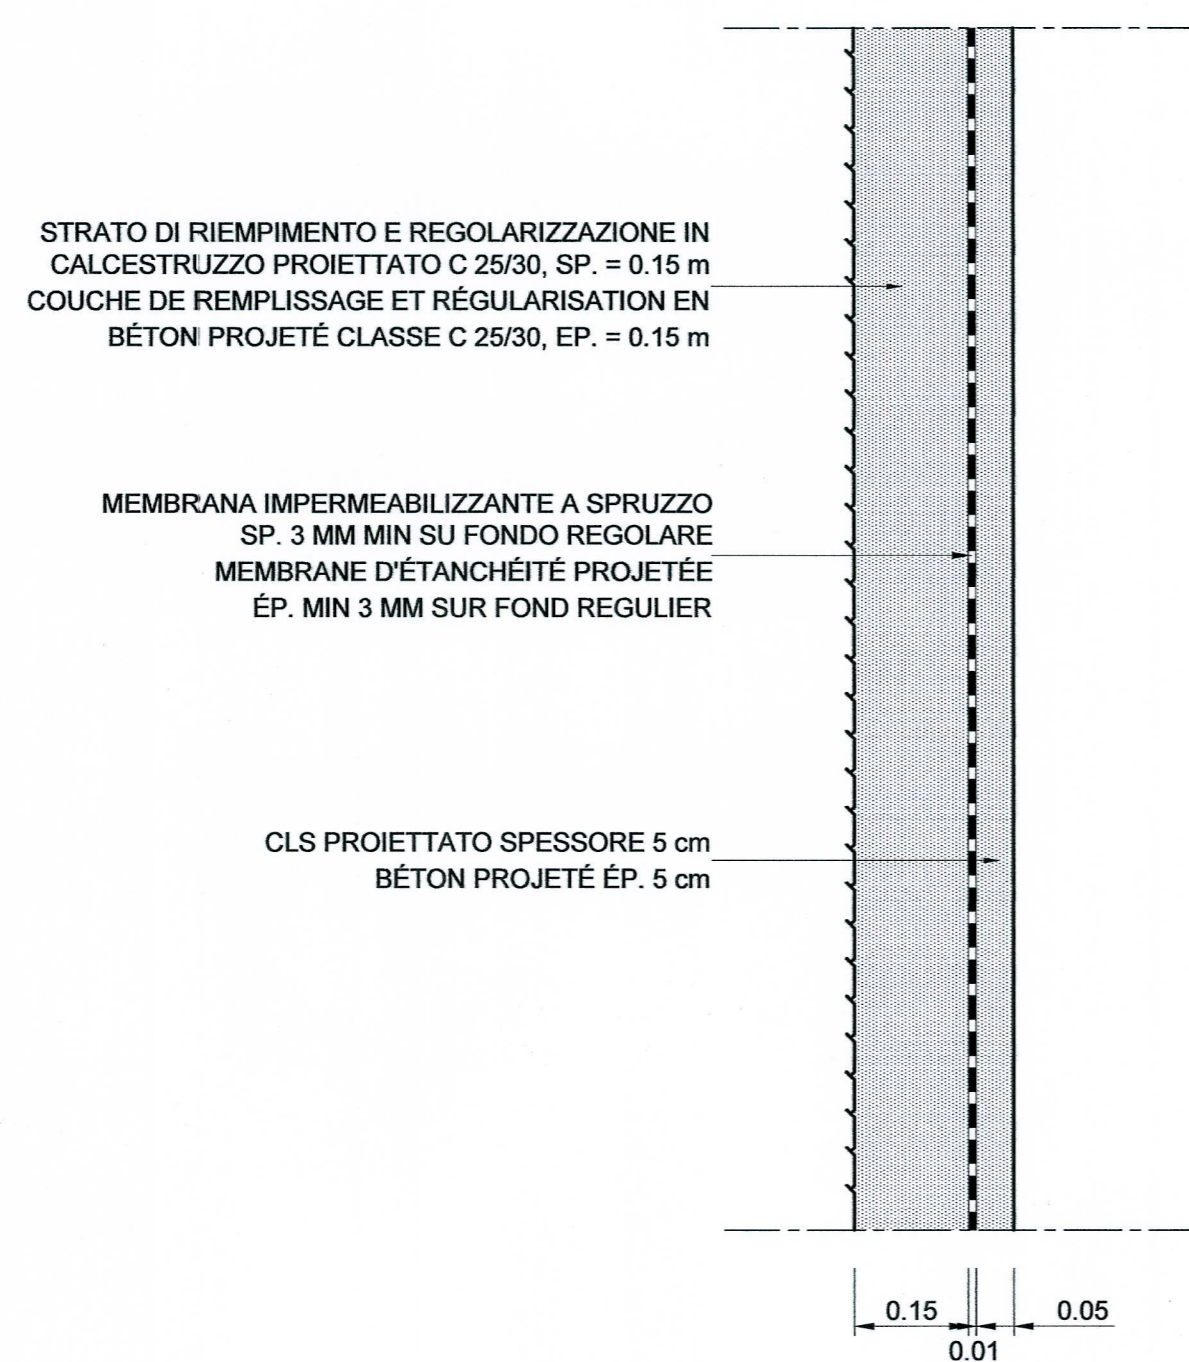 STRATO DI RIEMPIMENTO E REGOLARIZZAZIONE IN
CALCESTRUZZO PROIETTATO C 25/30, SP. = 0.15 m
COUCHE DE REMPLISSAGE ET RÉGULARISATION EN
BÉTON PROJETÉ CLASSE C 25/30, EP. = 0.15 m
MEMBRANA IMPERMEABILIZZANTE A SPRUZZO
SP. 3 MM MIN SU FONDO REGOLARE
MEMBRANE D'ÉTANCHÉITÉ PROJETÉE
ÉP. MIN 3 MM SUR FOND REGULIER
CLS PROIETTATO SPESSORE 5 cm
BÉTON PROJETÉ ÉP. 5 cm
0.15
0.05
0.01